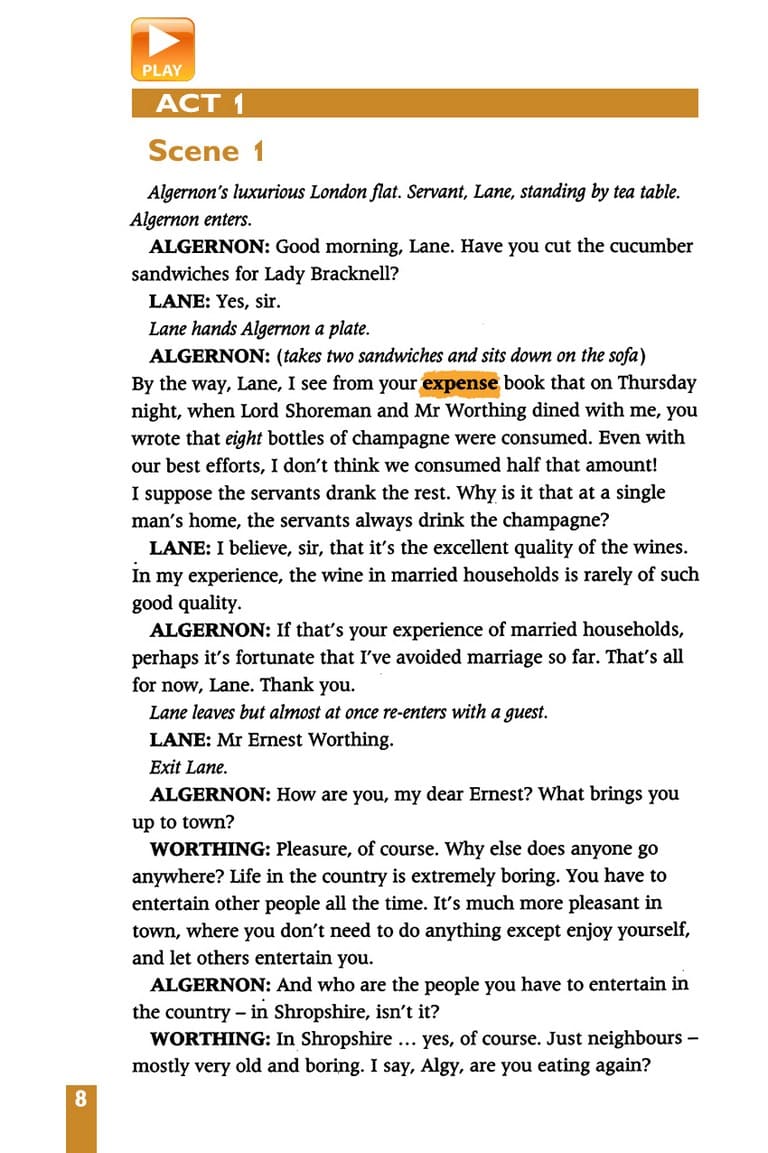 PLAY
ACT 1
Scene 1
Algernon's luxurious London flat. Servant, Lane, standing by tea table.
Algernon enters.
ALGERNON: Good morning, Lane. Have you cut the cucumber
sandwiches for Lady Bracknell?
LANE: Yes, sir.
Lane hands Algernon a plate.
ALGERNON: (takes two sandwiches and sits down on the sofa)
By the way, Lane, I see from your expense book that on Thursday
night, when Lord Shoreman and Mr Worthing dined with me, you
wrote that eight bottles of champagne were consumed. Even with
our best efforts, I don't think we consumed half that amount!
I suppose the servants drank the rest. Why is it that at a single
man's home, the servants always drink the champagne?
LANE: I believe, sir, that it's the excellent quality of the wines.
In my experience, the wine in married households is rarely of such
good quality.
ALGERNON: If that's your experience of married households,
perhaps it's fortunate that I've avoided marriage so far. That's all
for now, Lane. Thank you.
Lane leaves but almost at once re-enters with a guest.
LANE: Mr Ernest Worthing.
Exit Lane.
ALGERNON: How are you, my dear Ernest? What brings you
up to town?
WORTHING: Pleasure, of course. Why else does anyone go
anywhere? Life in the country is extremely boring. You have to
entertain other people all the time. It's much more pleasant in
town, where you don't need to do anything except enjoy yourself,
and let others entertain you.
ALGERNON: And who are the people you have to entertain in
the country – in Shropshire, isn't it?
WORTHING: In Shropshire … yes, of course. Just neighbours –
mostly very old and boring. I say, Algy, are you eating again?
8